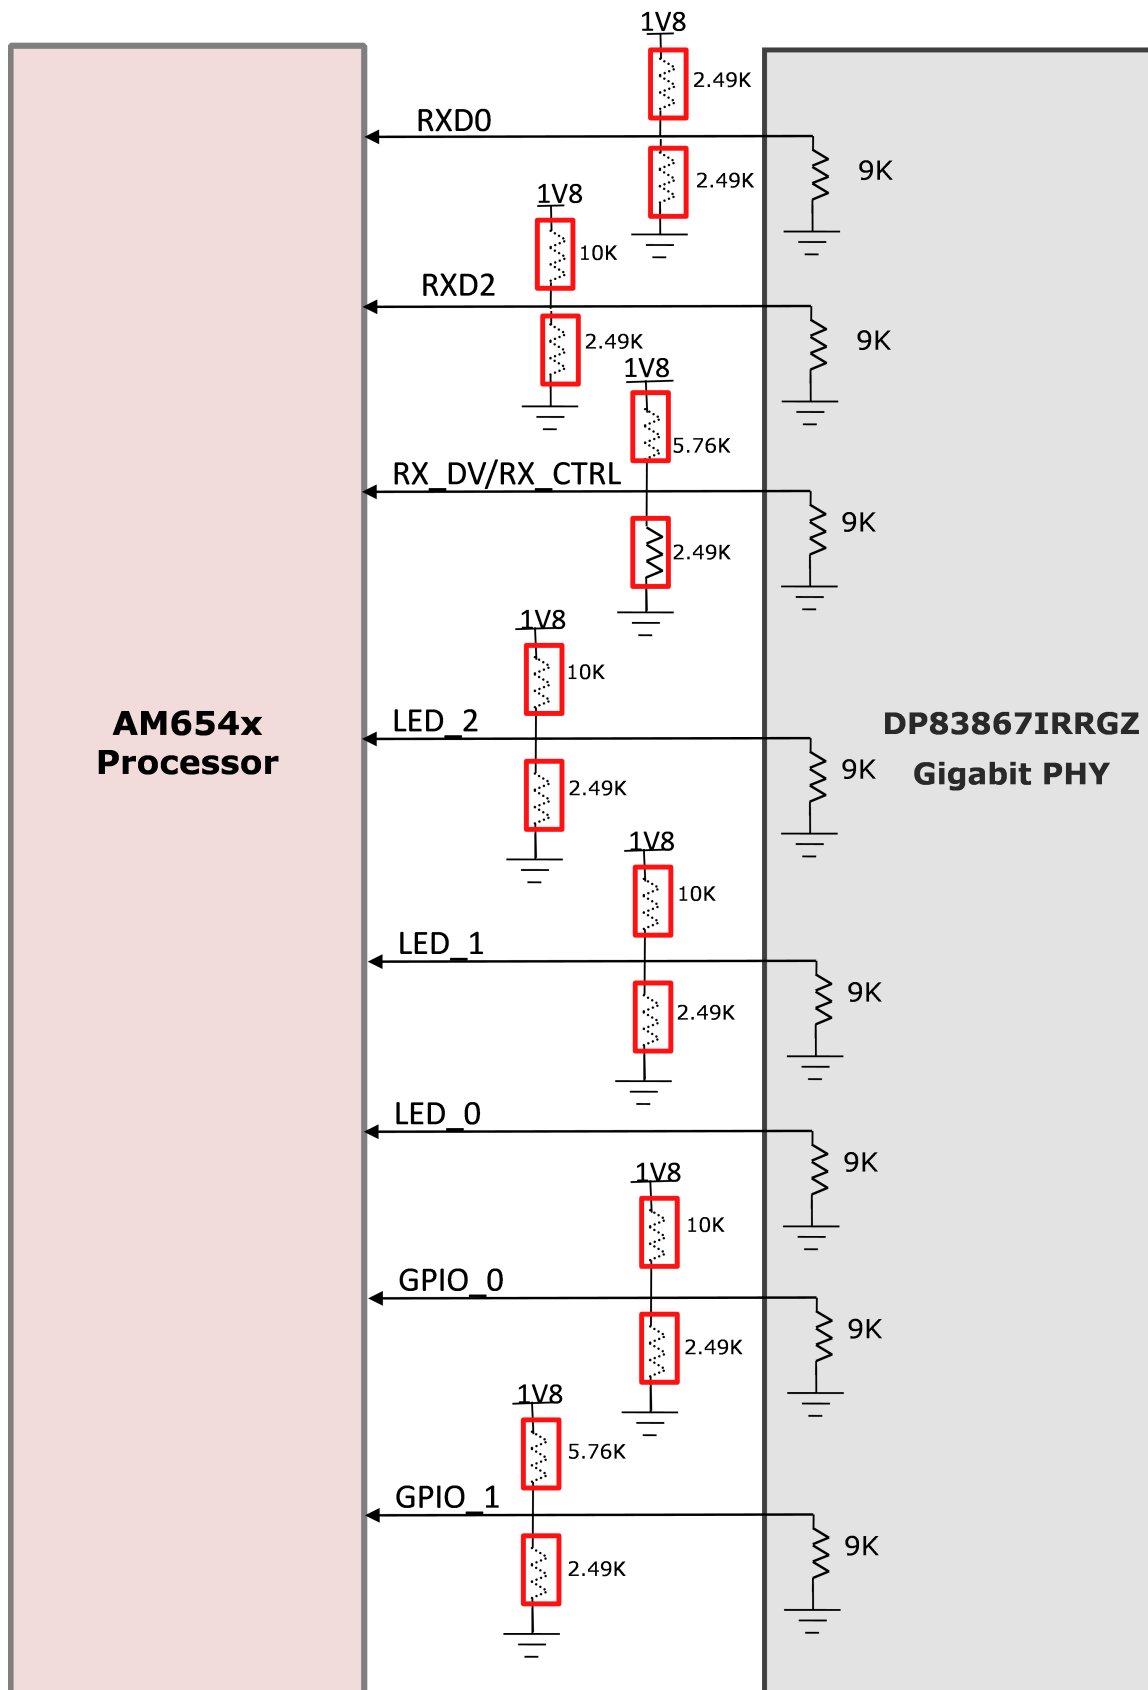 1V8
2.49K
RXD0
9K
2.49K
1V8
10K
RXD2
9K
2.49K
1V8
5.76K
RX_DV/RX_CTRL
9K
2.49K
1V8
10K
LED_2
AM654x
Processor
DP83867IRRGZ
Gigabit PHY
9K
2.49K
1V8
10K
LED_1
9K
2.49K
LED_0
9K
1V8
10K
GPIO_0
9K
2.49K
1V8
5.76K
GPIO_1
9K
2.49K